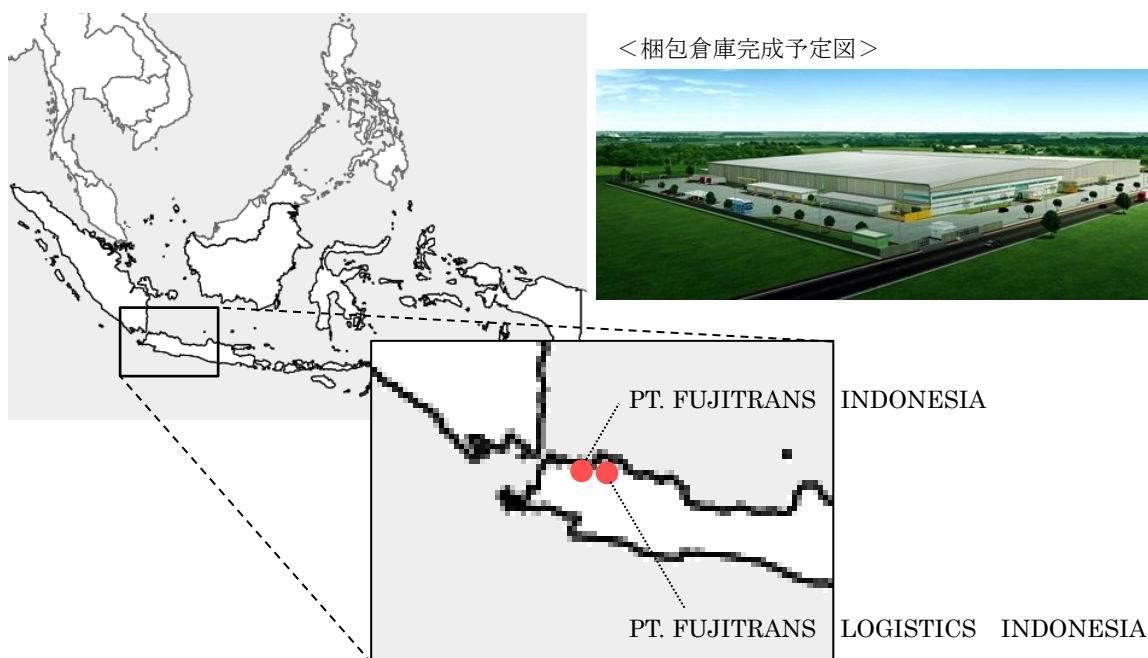 ＜梱包倉庫完成予定図＞
PT. FUJITRANS INDONESIA
PT. FUJITRANS LOGISTICS INDONESIA